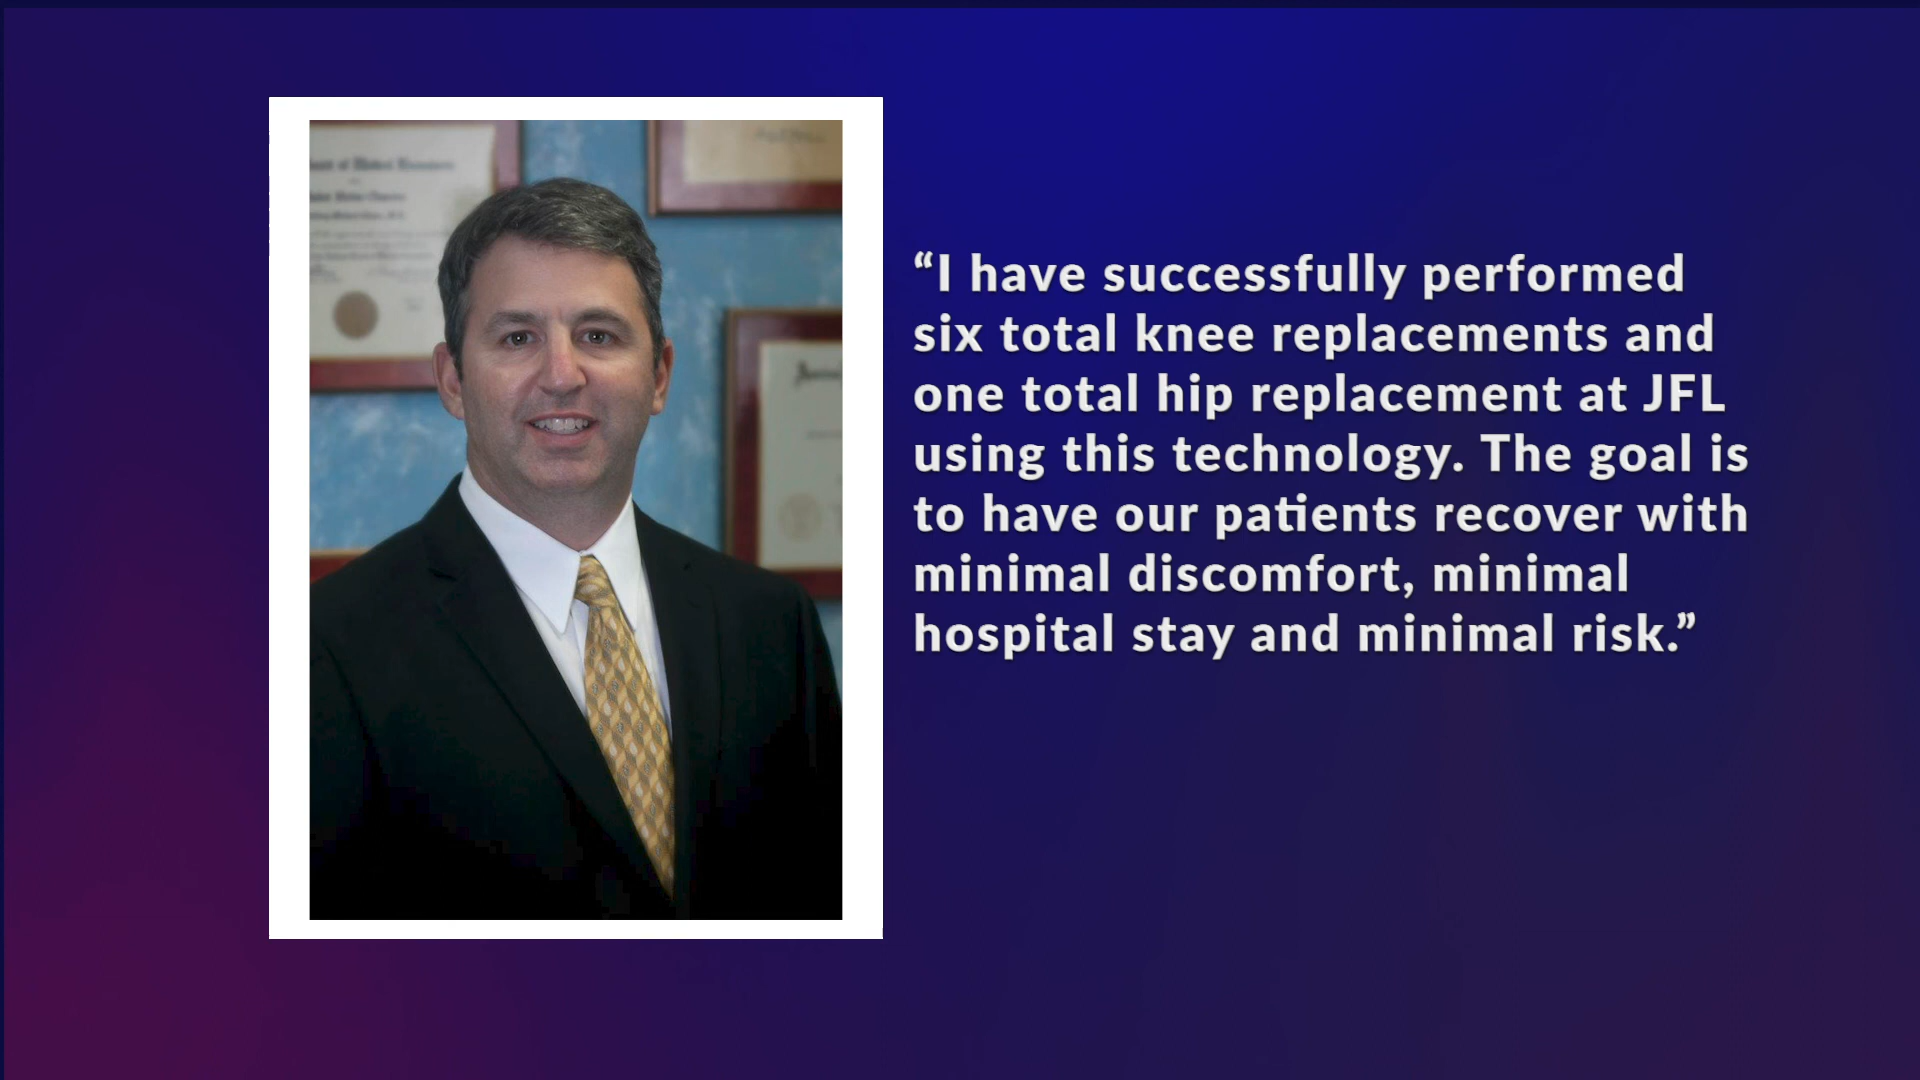 “I have successfully performed
six total knee replacements and
one total hip replacement at JFL
using this technology. The goal is
to have our patients recover with
minimal discomfort, minimal
hospital stay and minimal risk.”